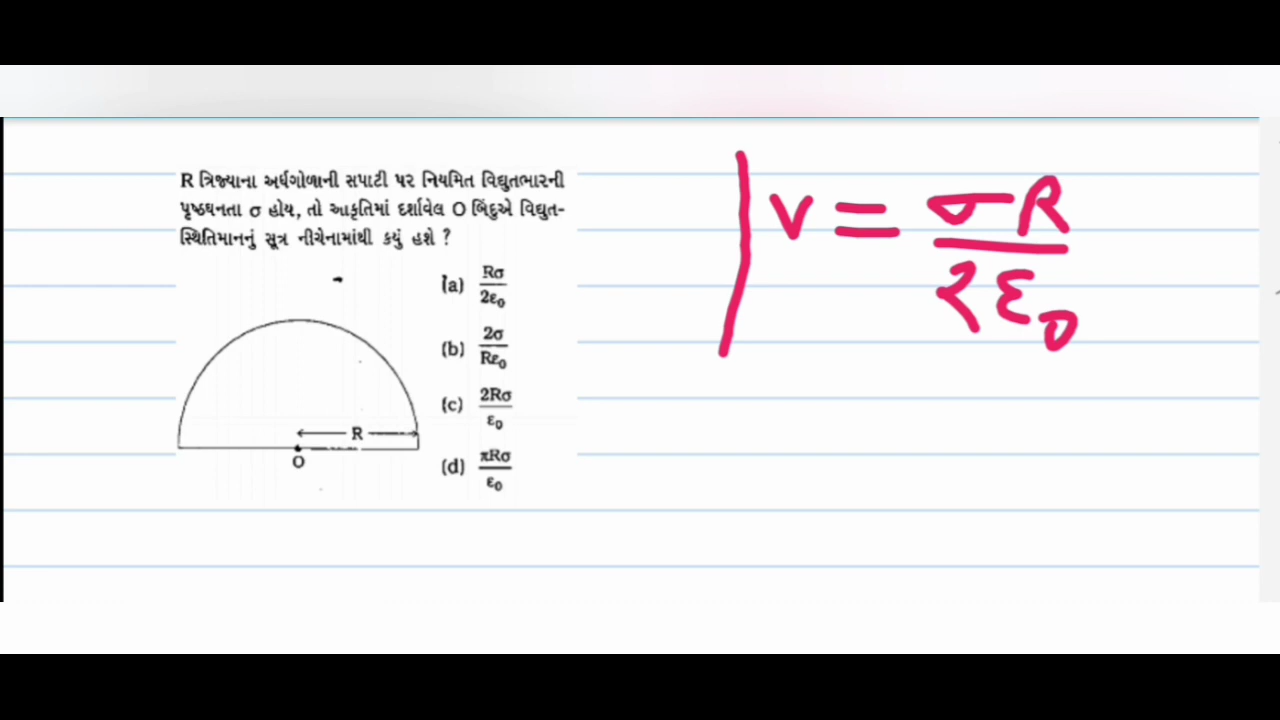 R ત્રિજ્યાના અર્ધગોળાની સપાટી પર નિયમિત વિદ્યુતભારની
પૃષ્ઠઘનતા σ હોય, તો આકૃતિમાં દર્શાવેલ O બિંદુએ વિદ્યુત-
સ્થિતિમાનનું સૂત્ર નીચેનામાંથી કયું હશે ?
(a) Rσ
2ε₀
(b) 2σ
Rε₀
(c) 2Rσ
ε₀
(d) πRσ
ε₀
R
O
V = σR
૨ε₀